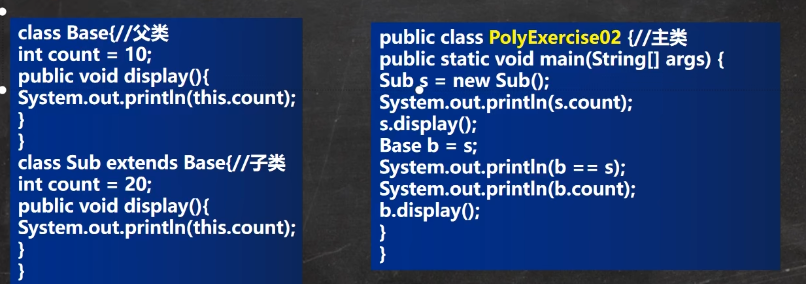 class Base{//父类
int count = 10;
public void display(){
System.out.println(this.count);
}
}
class Sub extends Base{//子类
int count = 20;
public void display(){
System.out.println(this.count);
}
}
public class PolyExercise02 {//主类
public static void main(String[] args) {
Sub s = new Sub();
System.out.println(s.count);
s.display();
Base b = s;
System.out.println(b == s);
System.out.println(b.count);
b.display();
}
}